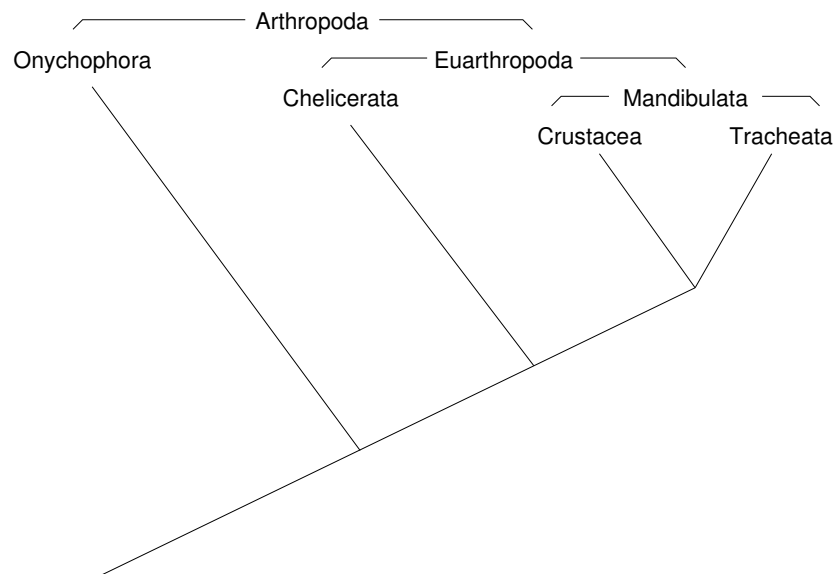 Arthropoda
Onychophora
Euarthropoda
Chelicerata
Mandibulata
Crustacea
Tracheata